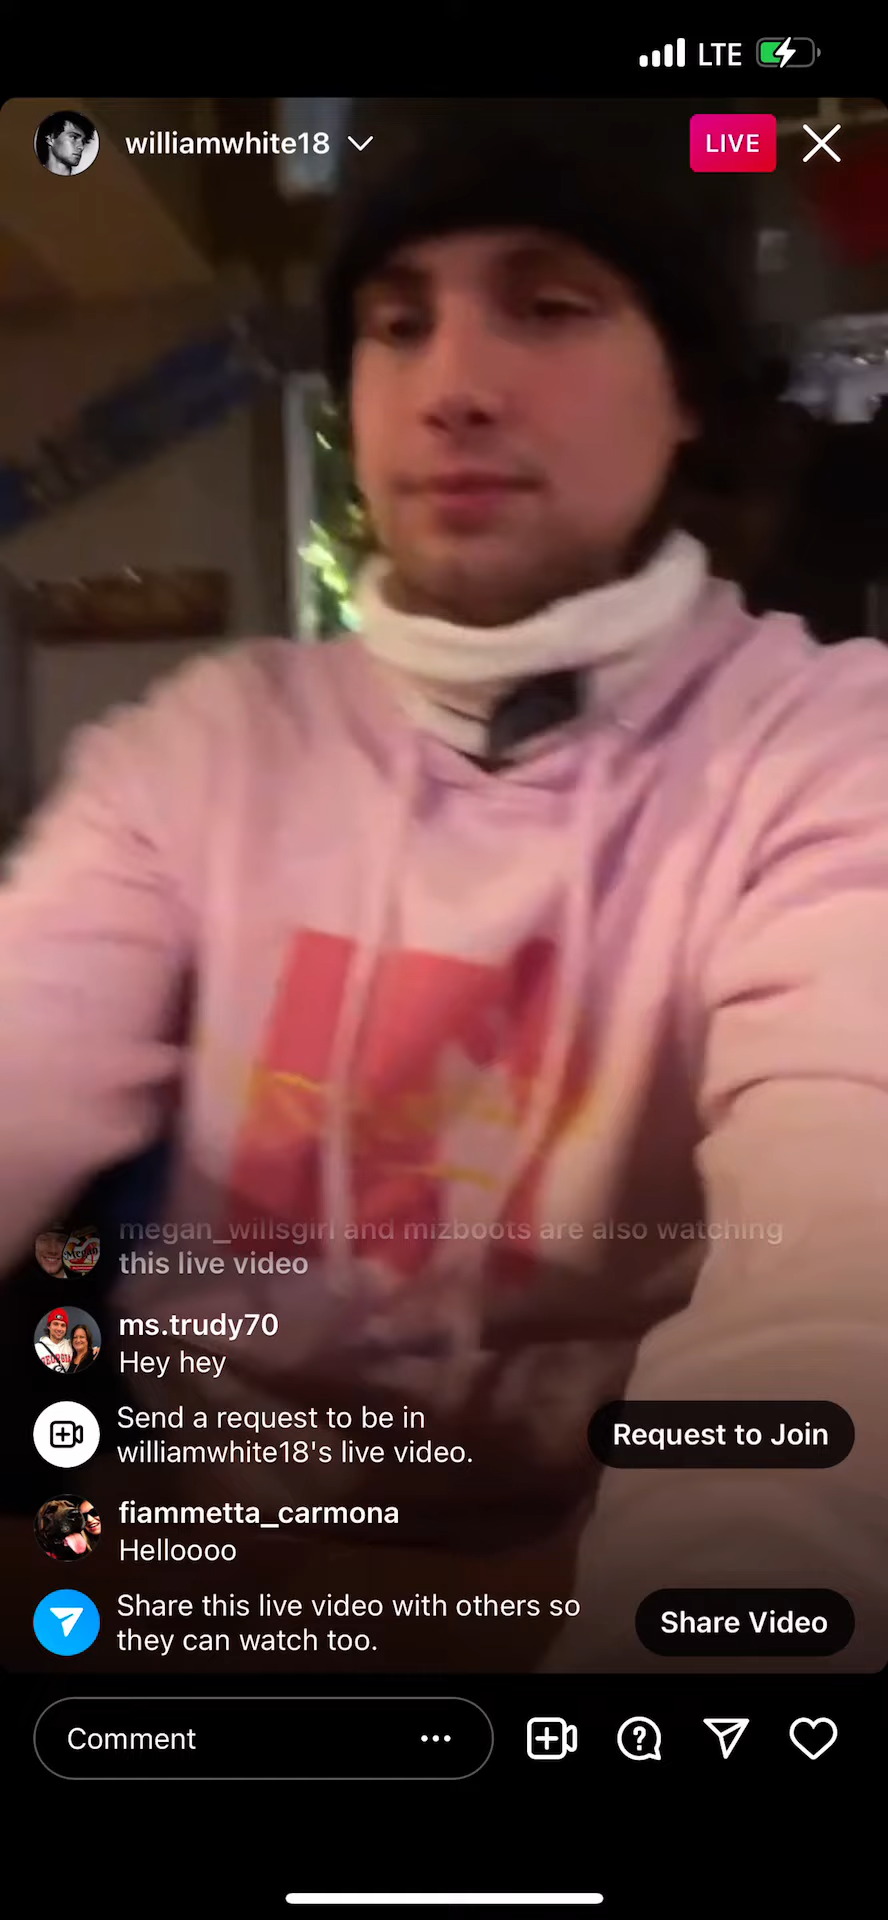 LTE
williamwhite18
LIVE
megan_willsgirl and mizboots are also watching
this live video
ms.trudy70
Hey hey
Send a request to be in
williamwhite18's live video.
Request to Join
fiammetta_carmona
Helloooo
Share this live video with others so
they can watch too.
Share Video
Comment